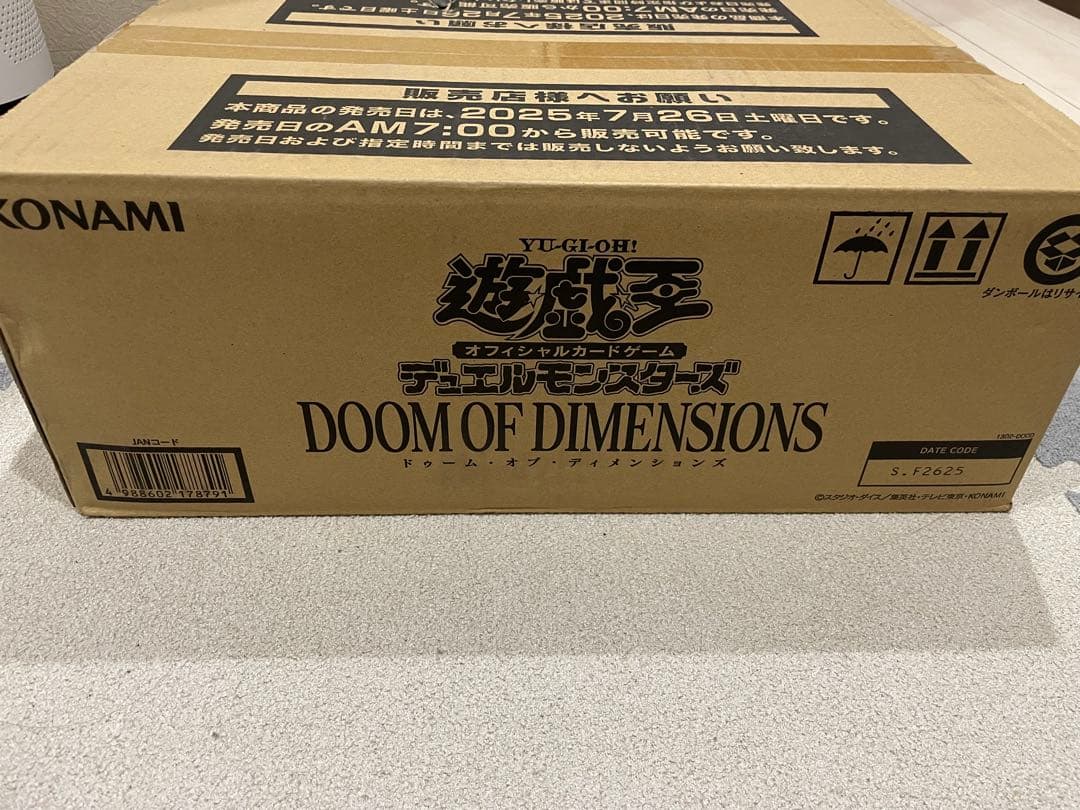 販売店様へお願い
本商品の発売日は、2025年7月26日土曜日です。
発売日のAM7:00から販売可能です。
発売日および指定時間までは販売しないようお願い致します。
KONAMI
YU-GI-OH!
遊戯王
オフィシャルカードゲーム
デュエルモンスターズ
DOOM OF DIMENSIONS
ドゥーム・オブ・ディメンションズ
ダンボールはリサイ
JANコード
4 988602 178791
DATE CODE
S.F2625
©スタジオ・ダイス/集英社・テレビ東京・KONAMI